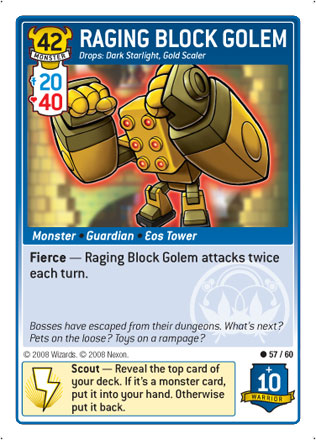 42
MONSTER
RAGING BLOCK GOLEM
Drops: Dark Starlight, Gold Scaler
20
40
Monster • Guardian • Eos Tower
Fierce — Raging Block Golem attacks twice
each turn.
Bosses have escaped from their dungeons. What's next?
Pets on the loose? Toys on a rampage?
© 2008 Wizards. © 2008 Nexon.
● 57 / 60
Scout — Reveal the top card of
your deck. If it's a monster card,
put it into your hand. Otherwise
put it back.
+
10
WARRIOR